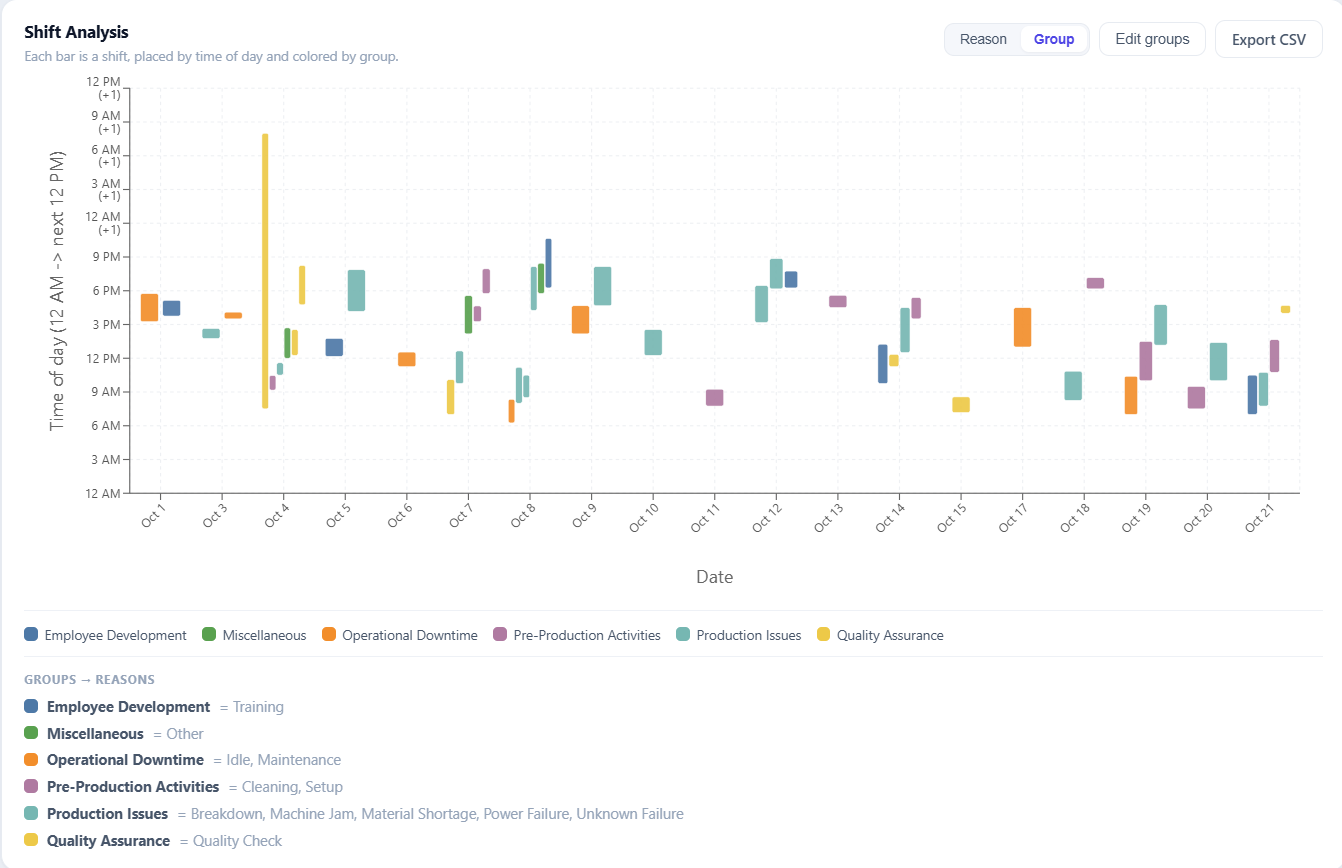 Shift Analysis
Each bar is a shift, placed by time of day and colored by group.
Reason Group Edit groups Export CSV
12 PM
(+1)
9 AM
(+1)
6 AM
(+1)
3 AM
(+1)
12 AM
(+1)
9 PM
6 PM
3 PM
12 PM
9 AM
6 AM
3 AM
12 AM
Time of day (12 AM -> next 12 PM)
Oct 1 Oct 3 Oct 4 Oct 5 Oct 6 Oct 7 Oct 8 Oct 9 Oct 10 Oct 11 Oct 12 Oct 13 Oct 14 Oct 15 Oct 17 Oct 18 Oct 19 Oct 20 Oct 21
Date
Employee Development Miscellaneous Operational Downtime Pre-Production Activities Production Issues Quality Assurance
GROUPS → REASONS
Employee Development = Training
Miscellaneous = Other
Operational Downtime = Idle, Maintenance
Pre-Production Activities = Cleaning, Setup
Production Issues = Breakdown, Machine Jam, Material Shortage, Power Failure, Unknown Failure
Quality Assurance = Quality Check